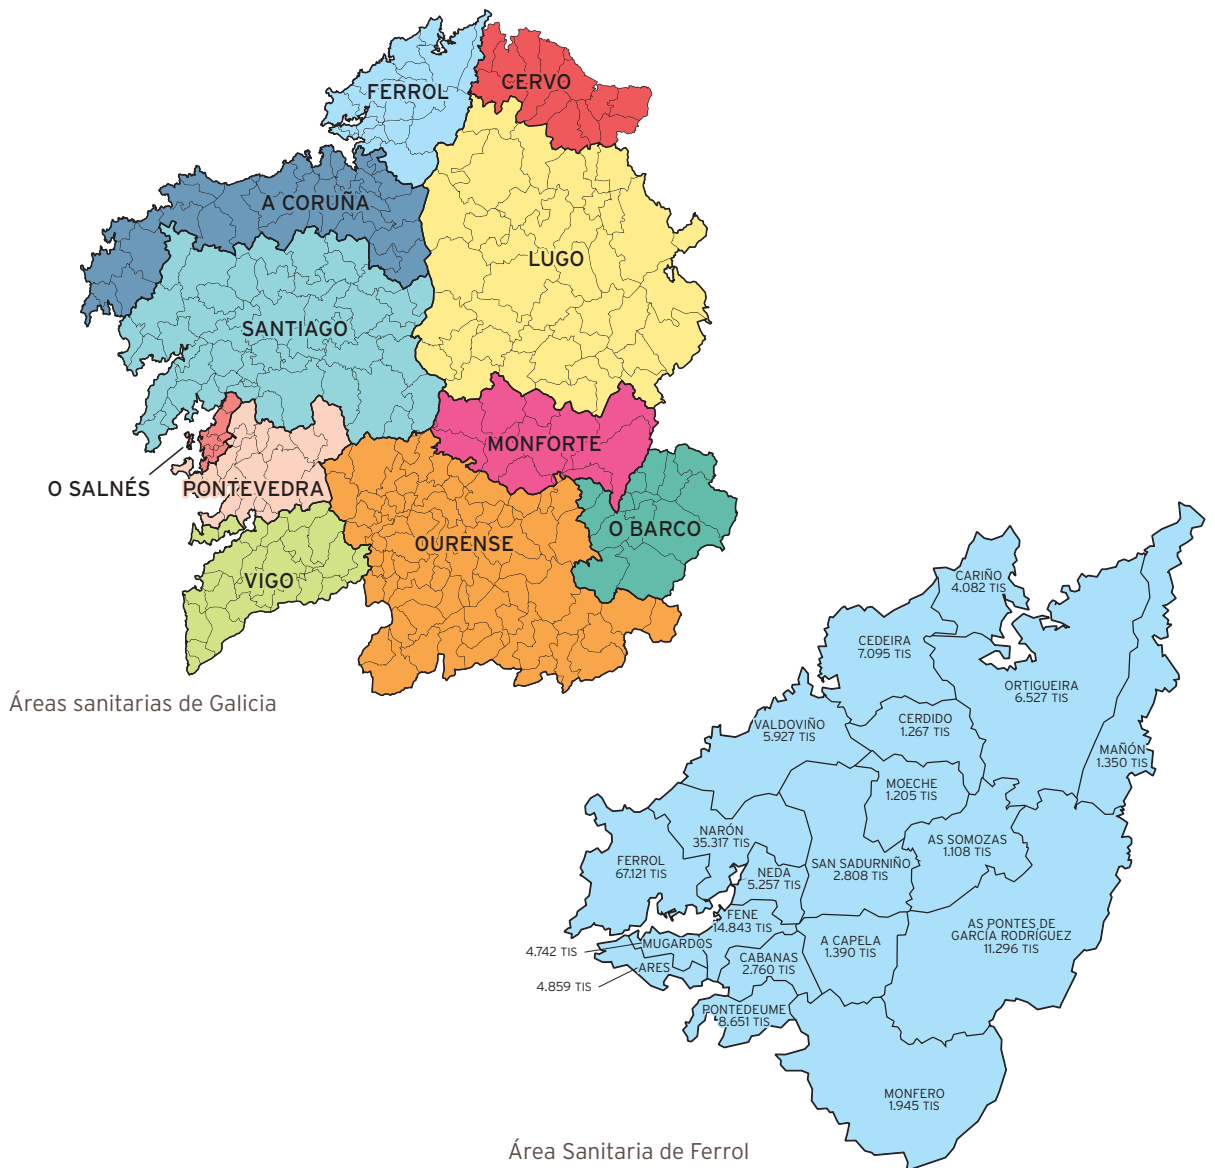 FERROL
CERVO
A CORUÑA
LUGO
SANTIAGO
MONFORTE
O SALNÉS
PONTEVEDRA
O BARCO
OURENSE
VIGO
Áreas sanitarias de Galicia
CARIÑO
4.082 TIS
CEDEIRA
7.095 TIS
ORTIGUEIRA
6.527 TIS
VALDOVIÑO
5.927 TIS
CERDIDO
1.267 TIS
MAÑÓN
1.350 TIS
MOECHE
1.205 TIS
NARÓN
35.317 TIS
AS SOMOZAS
1.108 TIS
FERROL
67.121 TIS
SAN SADURNIÑO
2.808 TIS
NEDA
5.257 TIS
FENE
14.843 TIS
AS PONTES DE
GARCÍA RODRÍGUEZ
11.296 TIS
4.742 TIS
MUGARDOS
A CAPELA
1.390 TIS
CABANAS
2.760 TIS
ARES
4.859 TIS
PONTEDEUME
8.651 TIS
MONFERO
1.945 TIS
Área Sanitaria de Ferrol